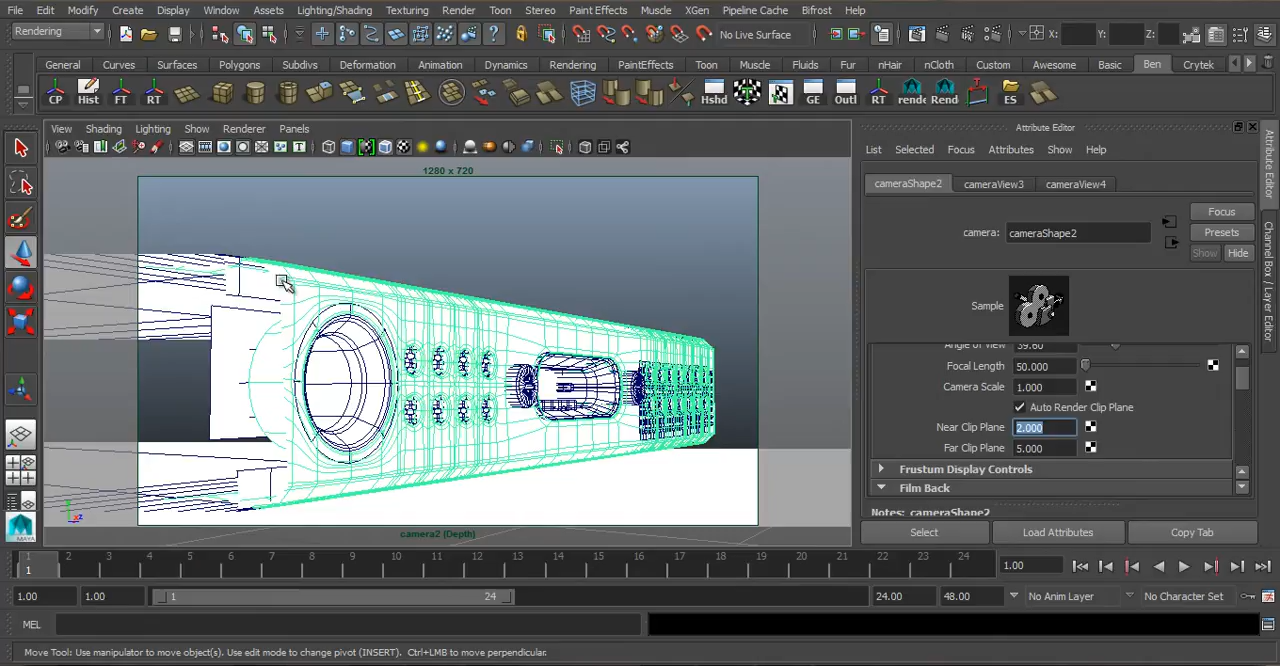 File Edit Modify Create Display Window Assets Lighting/Shading Texturing Render Toon Stereo Paint Effects Muscle XGen Pipeline Cache Bifrost Help
Rendering No Live Surface X: Y: Z:
General Curves Surfaces Polygons Subdivs Deformation Animation Dynamics Rendering PaintEffects Toon Muscle Fluids Fur nHair nCloth Custom Awesome Basic Ben Crytek
CP Hist FT RT Hshd GE Outl RT rende Rend ES
View Shading Lighting Show Renderer Panels
Attribute Editor
List Selected Focus Attributes Show Help
1280 x 720
cameraShape2 cameraView3 cameraView4
Focus
camera: cameraShape2
Presets
Show Hide
Sample
Angle of View 39.60
Focal Length 50.000
Camera Scale 1.000
Auto Render Clip Plane
Near Clip Plane 2.000
Far Clip Plane 5.000
Frustum Display Controls
Film Back
Notes: cameraShape2
camera2 (Depth)
Select Load Attributes Copy Tab
Attribute Editor
Channel Box / Layer Editor
MAYA
1 2 3 4 5 6 7 8 9 10 11 12 13 14 15 16 17 18 19 20 21 22 23 24
1 1.00
1.00 1.00 1 24 24.00 48.00 No Anim Layer No Character Set
MEL
Move Tool: Use manipulator to move object(s). Use edit mode to change pivot (INSERT). Ctrl+LMB to move perpendicular.